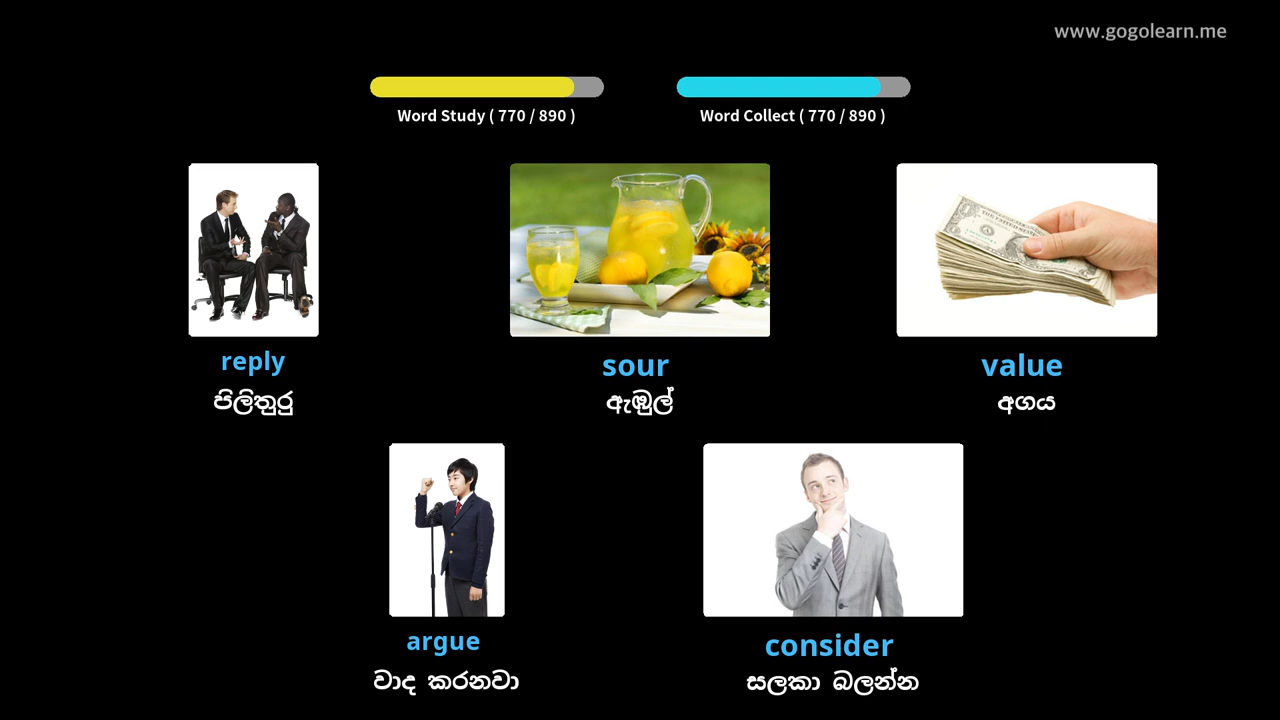 www.gogolearn.me
Word Study ( 770 / 890 )
Word Collect ( 770 / 890 )
reply
පිලිතුරු
sour
ඇඹුල්
value
අගය
argue
වාද කරනවා
consider
සලකා බලන්න